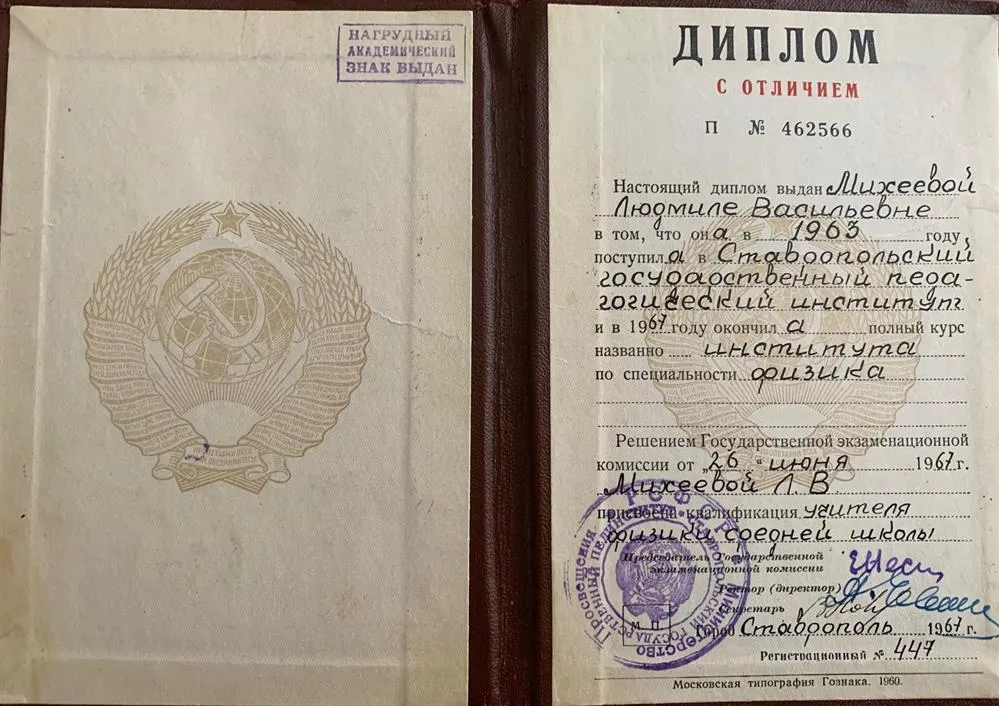 НАГРУДНЫЙ
АКАДЕМИЧЕСКИЙ
ЗНАК ВЫДАН
ДИПЛОМ
С ОТЛИЧИЕМ
П № 462566
Настоящий диплом выдан Михеевой
Людмиле Васильевне
в том, что она в 1963 году
поступила в Ставропольский
государственный педа-
гогический институт
и в 1967 году окончила полный курс
названно института
по специальности физика
Решением Государственной экзаменационной
комиссии от „26“ июня 1967 г.
Михеевой Л. В.
присвоена квалификация учителя
физики средней школы
Председатель Государственной
экзаменационной комиссии
Ректор (директор)
Секретарь
М П
Город Ставрополь 1967 г.
Регистрационный № 447
Московская типография Гознака. 1960.